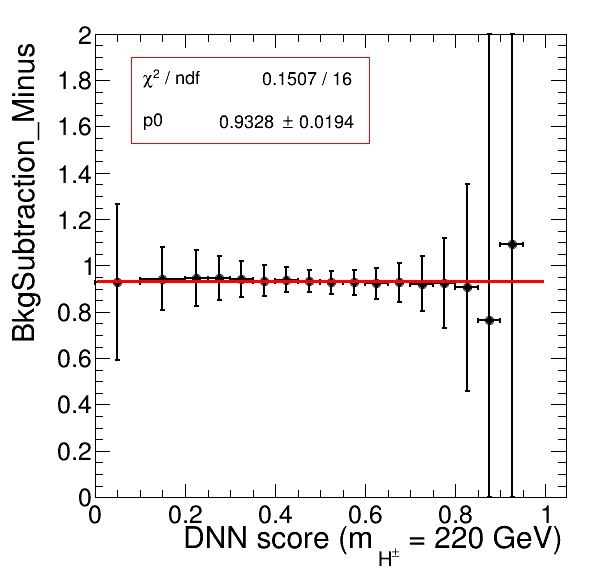 BkgSubtraction_Minus
2
1.8
1.6
1.4
1.2
1
0.8
0.6
0.4
0.2
0
χ² / ndf 0.1507 / 16
p0 0.9328 ± 0.0194
0 0.2 0.4 0.6 0.8 1
DNN score (m_H± = 220 GeV)